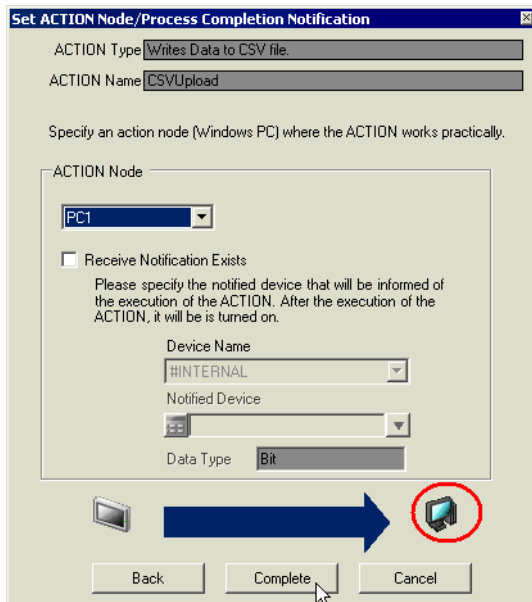 Set ACTION Node/Process Completion Notification
ACTION Type Writes Data to CSV file.
ACTION Name CSVUpload
Specify an action node (Windows PC) where the ACTION works practically.
ACTION Node
PC1
Receive Notification Exists
Please specify the notified device that will be informed of
the execution of the ACTION. After the execution of the
ACTION, it will be is turned on.
Device Name
#INTERNAL
Notified Device
Data Type Bit
Back Complete Cancel